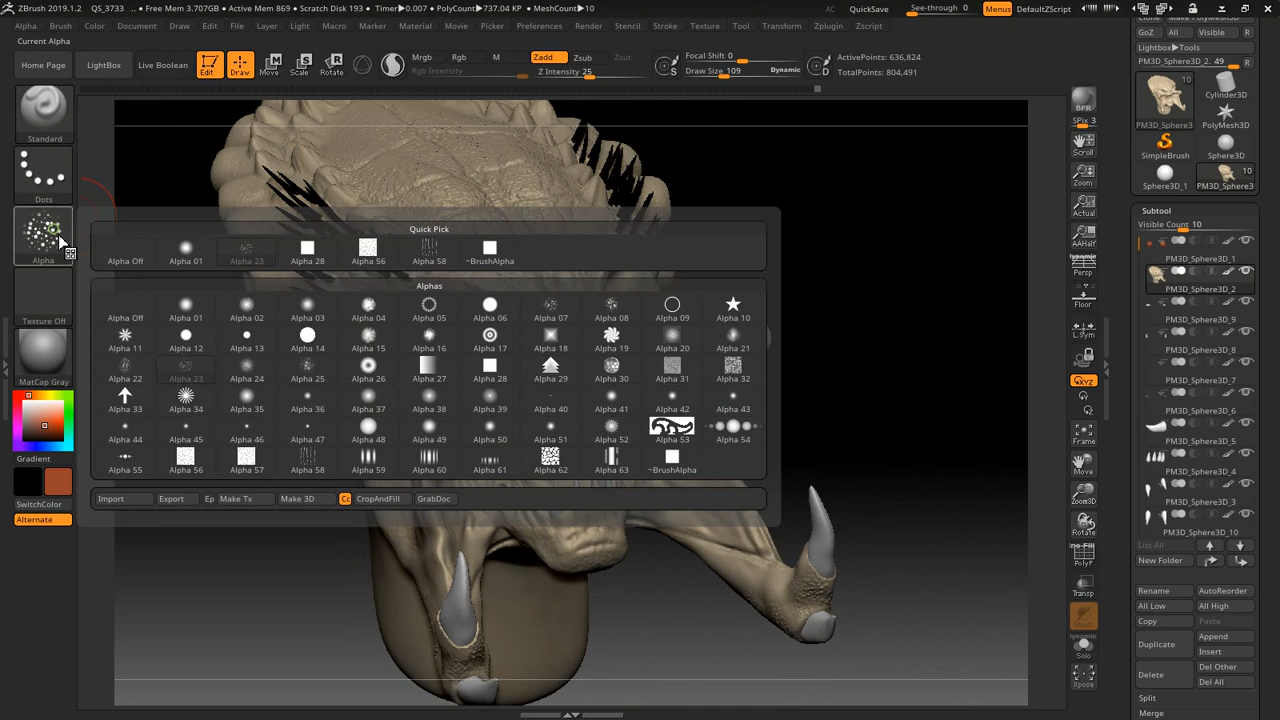 ZBrush 2019.1.2 QS_3733 .. • Free Mem 3.707GB • Active Mem 869 • Scratch Disk 193 • Timer▶0.007 • PolyCount▶737.04 KP • MeshCount▶10 AC QuickSave See-through 0 Menus DefaultZScript
Alpha Brush Color Document Draw Edit File Layer Light Macro Marker Material Movie Picker Preferences Render Stencil Stroke Texture Tool Transform Zplugin Zscript
Current Alpha
Home Page LightBox Live Boolean Edit Draw Move Scale Rotate
Mrgb Rgb M Zadd Zsub Zcut
Rgb Intensity Z Intensity 25
Focal Shift 0
Draw Size 109 Dynamic
ActivePoints: 636,824
TotalPoints: 804,491
Standard
Dots
Alpha
Texture Off
MatCap Gray
Gradient
SwitchColor
Alternate
Quick Pick
Alpha Off Alpha 01 Alpha 23 Alpha 28 Alpha 56 Alpha 58 ~BrushAlpha
Alphas
Alpha Off Alpha 01 Alpha 02 Alpha 03 Alpha 04 Alpha 05 Alpha 06 Alpha 07 Alpha 08 Alpha 09 Alpha 10
Alpha 11 Alpha 12 Alpha 13 Alpha 14 Alpha 15 Alpha 16 Alpha 17 Alpha 18 Alpha 19 Alpha 20 Alpha 21
Alpha 22 Alpha 23 Alpha 24 Alpha 25 Alpha 26 Alpha 27 Alpha 28 Alpha 29 Alpha 30 Alpha 31 Alpha 32
Alpha 33 Alpha 34 Alpha 35 Alpha 36 Alpha 37 Alpha 38 Alpha 39 Alpha 40 Alpha 41 Alpha 42 Alpha 43
Alpha 44 Alpha 45 Alpha 46 Alpha 47 Alpha 48 Alpha 49 Alpha 50 Alpha 51 Alpha 52 Alpha 53 Alpha 54
Alpha 55 Alpha 56 Alpha 57 Alpha 58 Alpha 59 Alpha 60 Alpha 61 Alpha 62 Alpha 63 ~BrushAlpha
Import Export Ep Make Tx Make 3D Cc CropAndFill GrabDoc
BPR
SPix 3
Scroll
Zoom
Actual
AAHalf
Dynamic
Persp
Floor
L.Sym
XYZ
Frame
Move
Zoom3D
Rotate
PolyF
Transp
Ghost
Dynamic
Solo
Xpose
GoZ All Visible R
Lightbox▶Tools
PM3D_Sphere3D_2. 49 R
10
Cylinder3D
PM3D_Sphere3 PolyMesh3D
SimpleBrush Sphere3D
10
Sphere3D_1 PM3D_Sphere3
Subtool
Visible Count 10
PM3D_Sphere3D_1
PM3D_Sphere3D_2
PM3D_Sphere3D_9
PM3D_Sphere3D_8
PM3D_Sphere3D_7
PM3D_Sphere3D_6
PM3D_Sphere3D_5
PM3D_Sphere3D_4
PM3D_Sphere3D_3
PM3D_Sphere3D_10
List All
New Folder
Rename AutoReorder
All Low All High
Copy Paste
Duplicate Append
Insert
Delete Del Other
Del All
Split
Merge